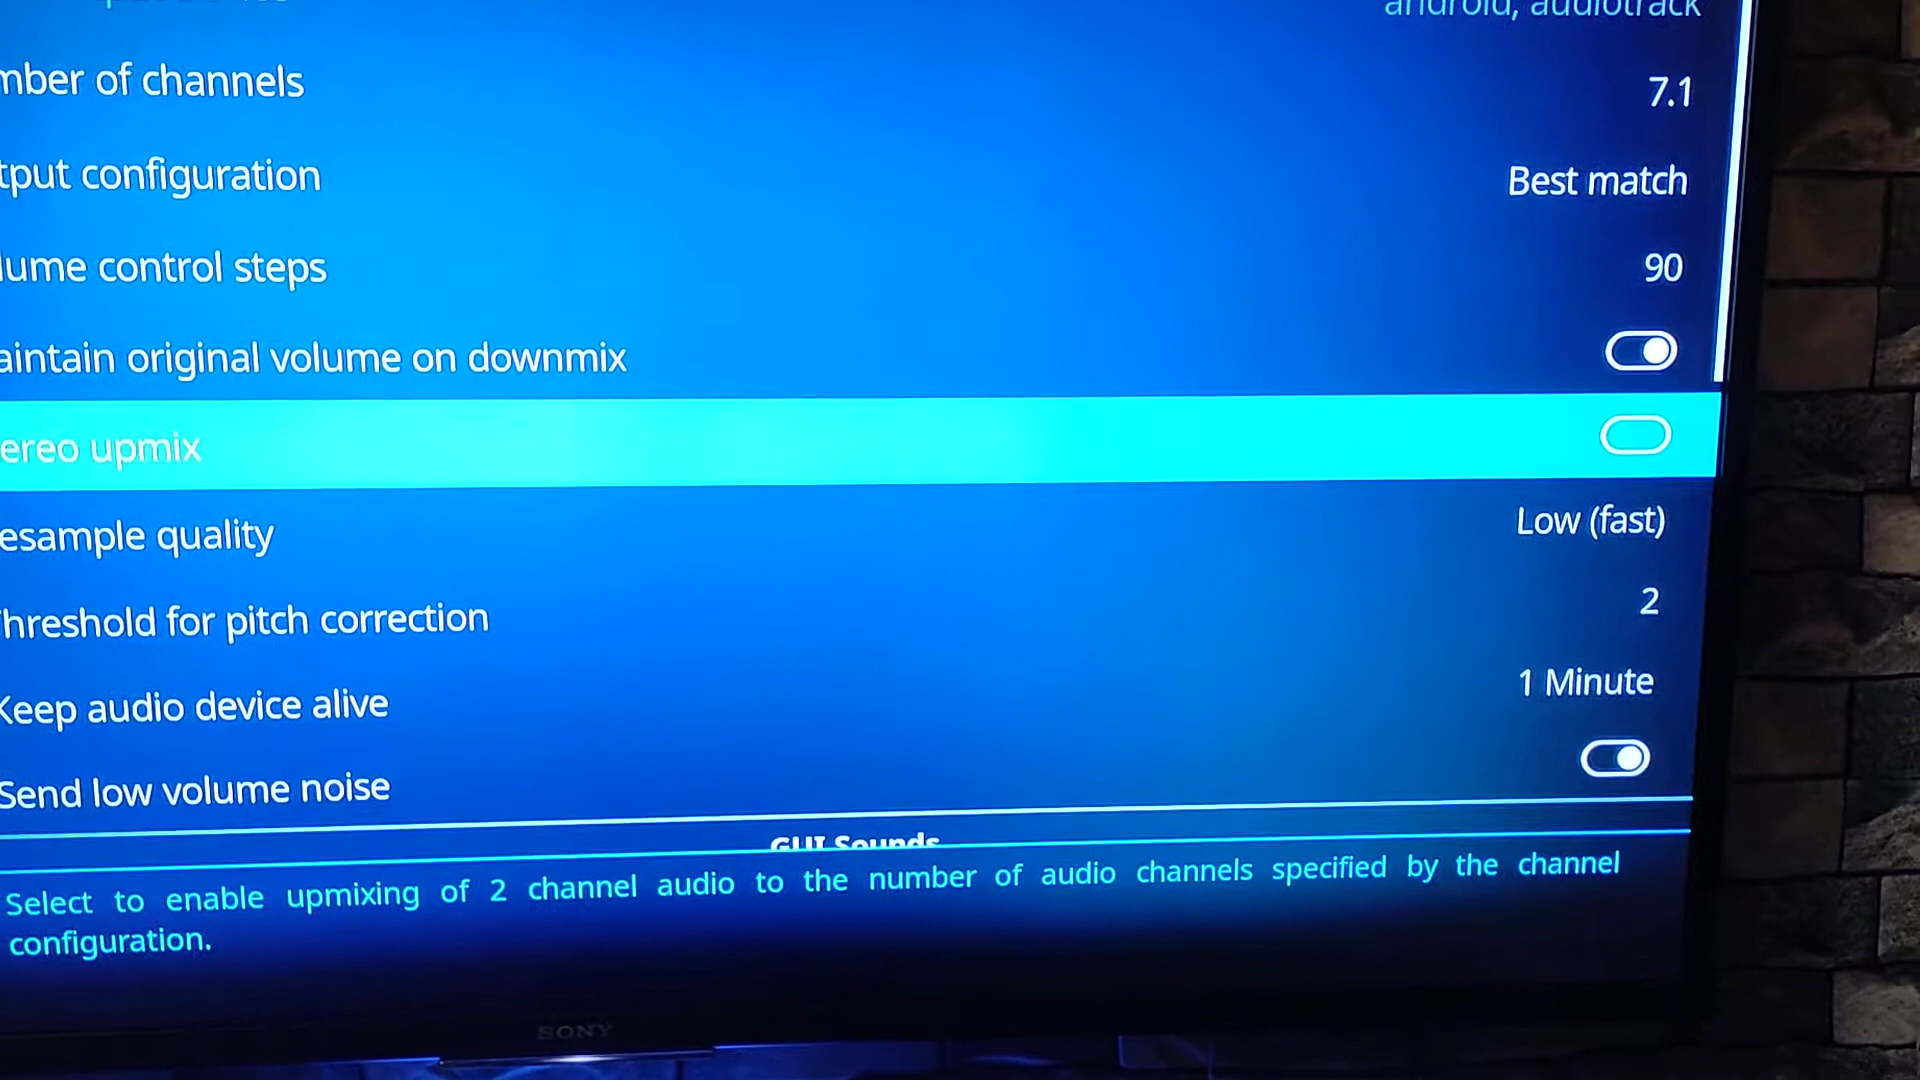 android, audiotrack
mber of channels 7.1
tput configuration Best match
lume control steps 90
aintain original volume on downmix
ereo upmix
esample quality Low (fast)
Threshold for pitch correction 2
Keep audio device alive 1 Minute
Send low volume noise
GUI Sounds
Select to enable upmixing of 2 channel audio to the number of audio channels specified by the channel
configuration.
SONY